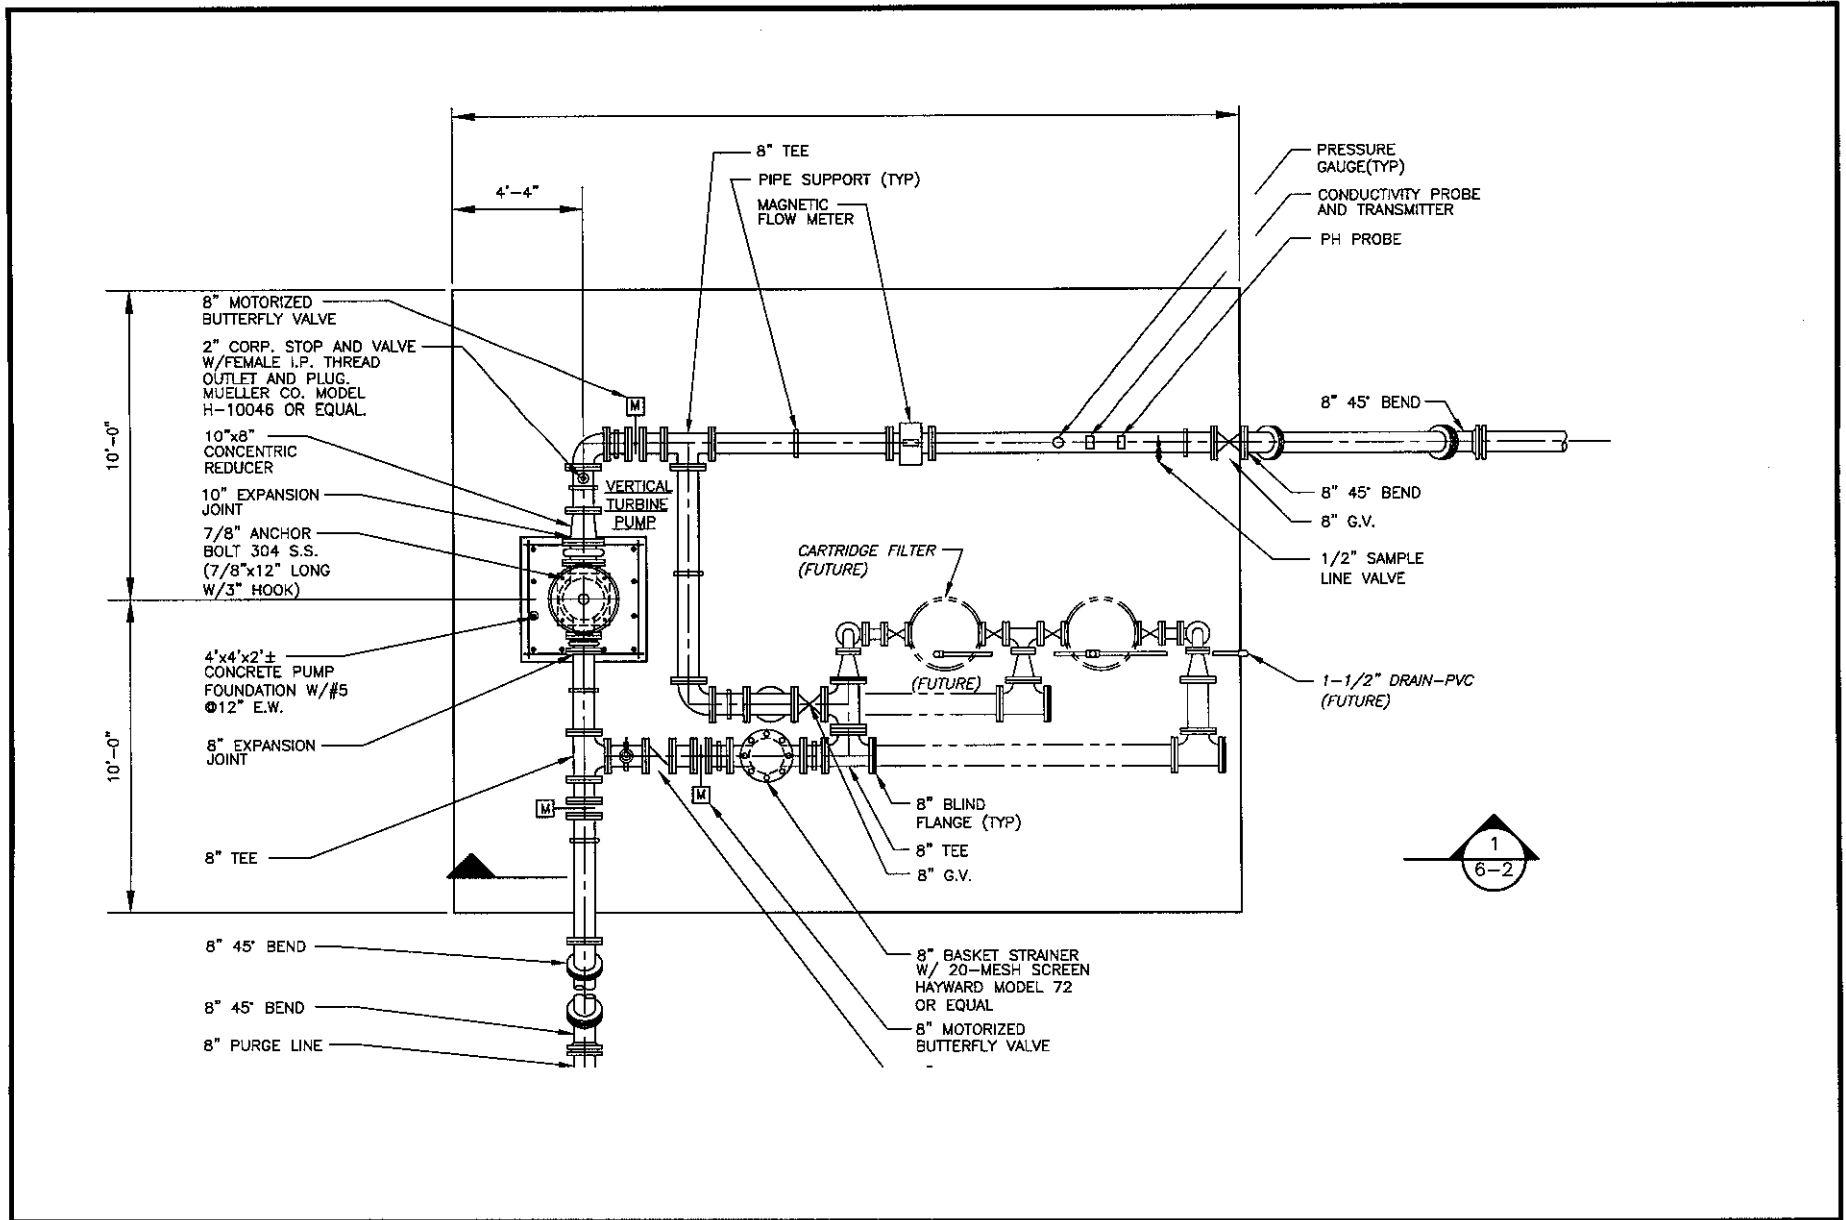 8" TEE
PIPE SUPPORT (TYP)
MAGNETIC
FLOW METER
4'-4"
PRESSURE
GAUGE(TYP)
CONDUCTIVITY PROBE
AND TRANSMITTER
PH PROBE
8" MOTORIZED
BUTTERFLY VALVE
2" CORP. STOP AND VALVE
W/FEMALE I.P. THREAD
OUTLET AND PLUG.
MUELLER CO. MODEL
H-10046 OR EQUAL.
10"x8"
CONCENTRIC
REDUCER
10" EXPANSION
JOINT
7/8" ANCHOR
BOLT 304 S.S.
(7/8"x12" LONG
W/3" HOOK)
4'x4'x2'±
CONCRETE PUMP
FOUNDATION W/#5
@12" E.W.
8" EXPANSION
JOINT
8" TEE
8" 45° BEND
8" 45° BEND
8" PURGE LINE
10'-0"
10'-0"
M
VERTICAL
TURBINE
PUMP
M
M
CARTRIDGE FILTER
(FUTURE)
(FUTURE)
8" 45° BEND
8" 45° BEND
8" G.V.
1/2" SAMPLE
LINE VALVE
1-1/2" DRAIN-PVC
(FUTURE)
8" BLIND
FLANGE (TYP)
8" TEE
8" G.V.
8" BASKET STRAINER
W/ 20-MESH SCREEN
HAYWARD MODEL 72
OR EQUAL
8" MOTORIZED
BUTTERFLY VALVE
1
6-2